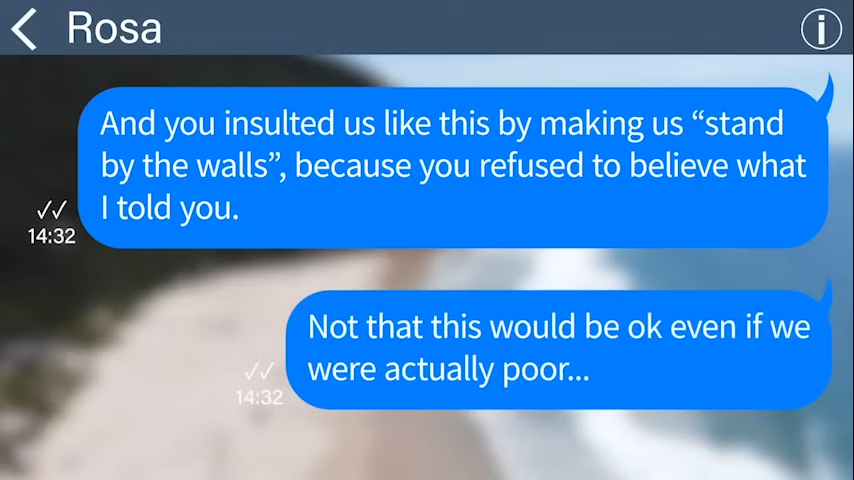 Rosa
And you insulted us like this by making us “stand
by the walls”, because you refused to believe what
I told you.
14:32
Not that this would be ok even if we
were actually poor...
14:32